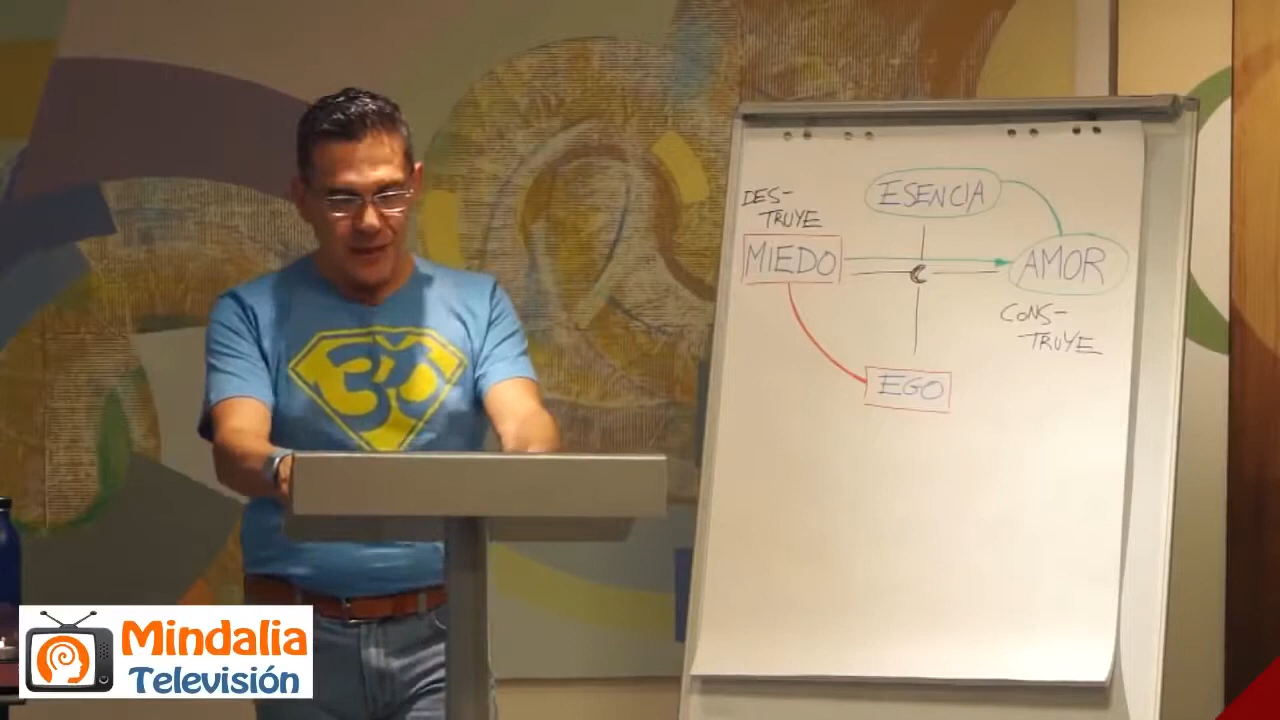 ESENCIA
DES-
TRUYE
MIEDO
AMOR
CONS-
TRUYE
EGO
ॐ
Mindalia
Televisión